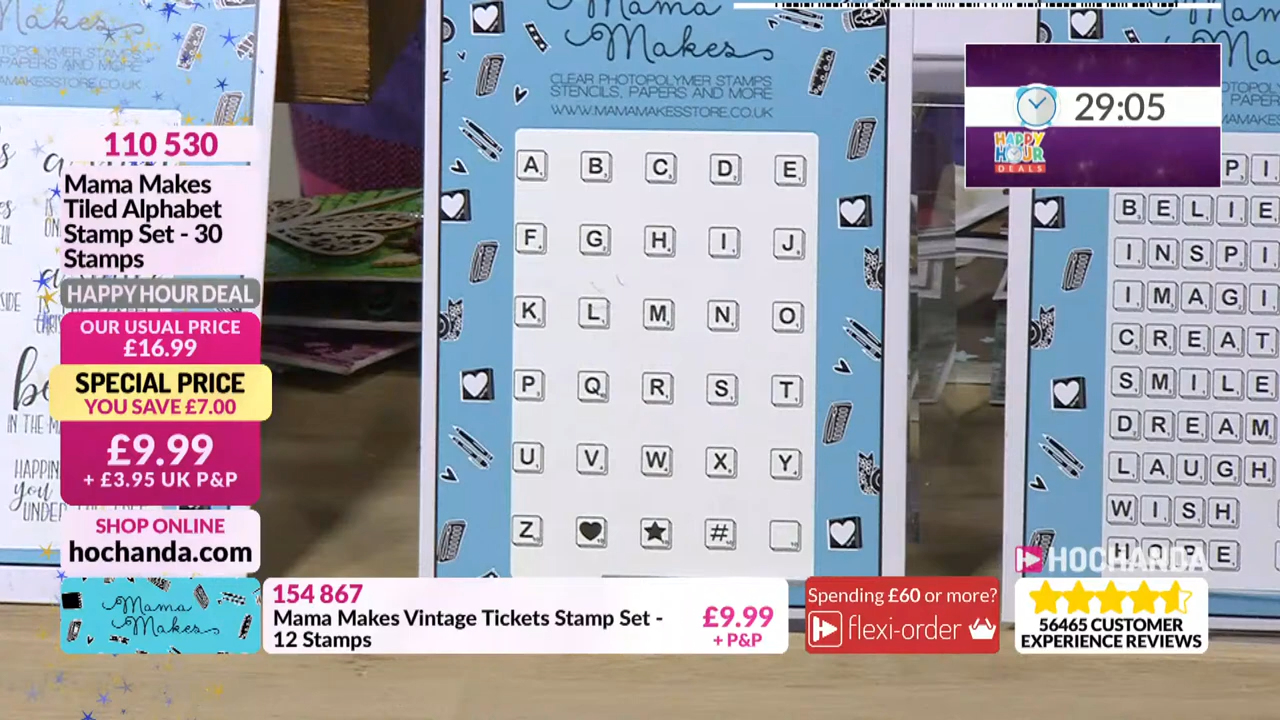 110 530
Mama Makes
Tiled Alphabet
Stamp Set - 30
Stamps
HAPPY HOUR DEAL
OUR USUAL PRICE
£16.99
SPECIAL PRICE
YOU SAVE £7.00
£9.99
+ £3.95 UK P&P
SHOP ONLINE
hochanda.com
Mama
Makes
CLEAR PHOTOPOLYMER STAMPS
STENCILS, PAPERS AND MORE
WWW.MAMAMAKESSTORE.CO.UK
A B C D E
F G H I J
K L M N O
P Q R S T
U V W X Y
Z #
29:05
HAPPY
HOUR
DEALS
BELIE
INSPI
IMAGI
CREAT
SMILE
DREAM
LAUGH
WISH
HOPE
HOCHANDA
Mama
Makes
154 867
Mama Makes Vintage Tickets Stamp Set -
12 Stamps
£9.99
+ P&P
Spending £60 or more?
flexi-order
56465 CUSTOMER
EXPERIENCE REVIEWS